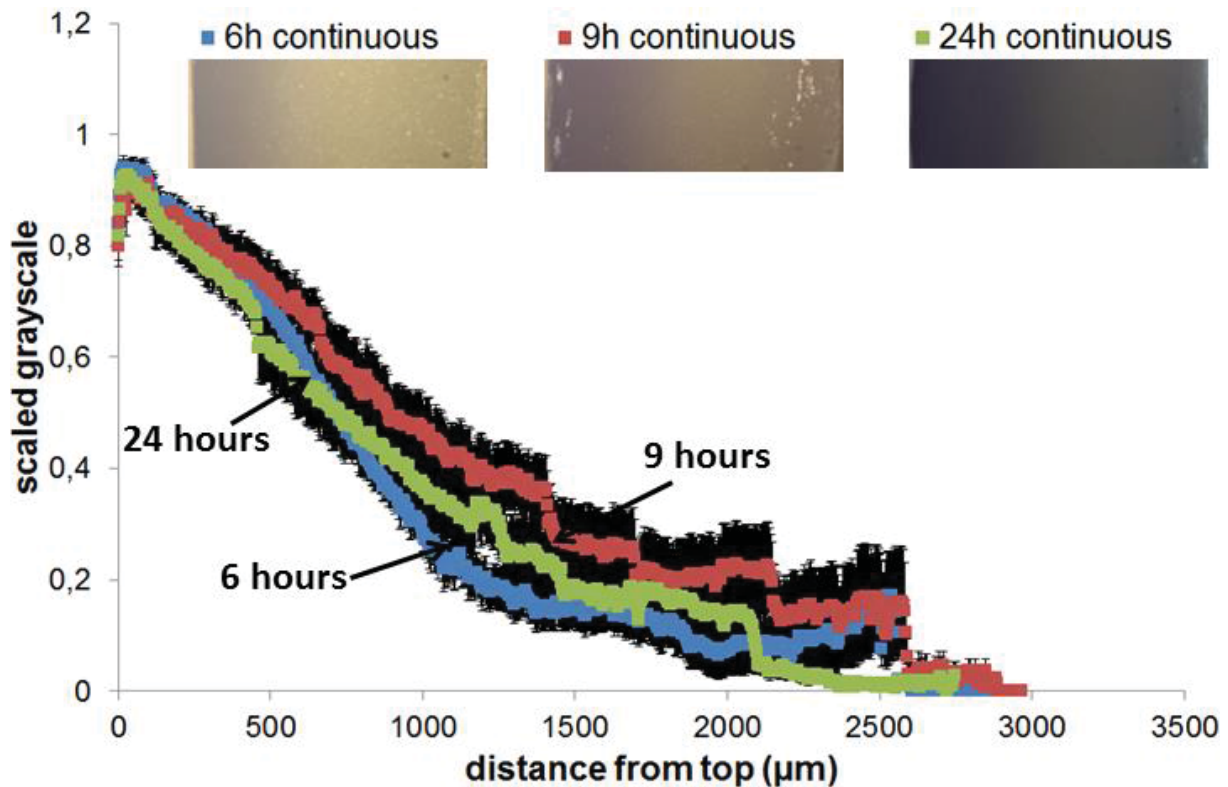 6h continuous
9h continuous
24h continuous
1,2
1
0,8
0,6
0,4
0,2
0
scaled grayscale
24 hours
9 hours
6 hours
0
500
1000
1500
2000
2500
3000
3500
distance from top (µm)